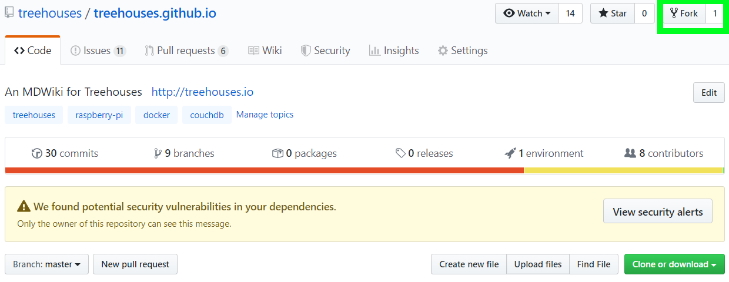 treehouses / treehouses.github.io Watch 14 Star 0 Fork 1
Code Issues 11 Pull requests 6 Wiki Security Insights Settings
An MDWiki for Treehouses http://treehouses.io Edit
treehouses raspberry-pi docker couchdb Manage topics
30 commits 9 branches 0 packages 0 releases 1 environment 8 contributors
We found potential security vulnerabilities in your dependencies.
Only the owner of this repository can see this message.
View security alerts
Branch: master New pull request Create new file Upload files Find File Clone or download